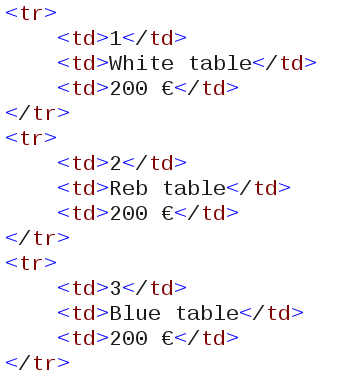 <tr>
    <td>1</td>
    <td>White table</td>
    <td>200 €</td>
</tr>
<tr>
    <td>2</td>
    <td>Reb table</td>
    <td>200 €</td>
</tr>
<tr>
    <td>3</td>
    <td>Blue table</td>
    <td>200 €</td>
</tr>